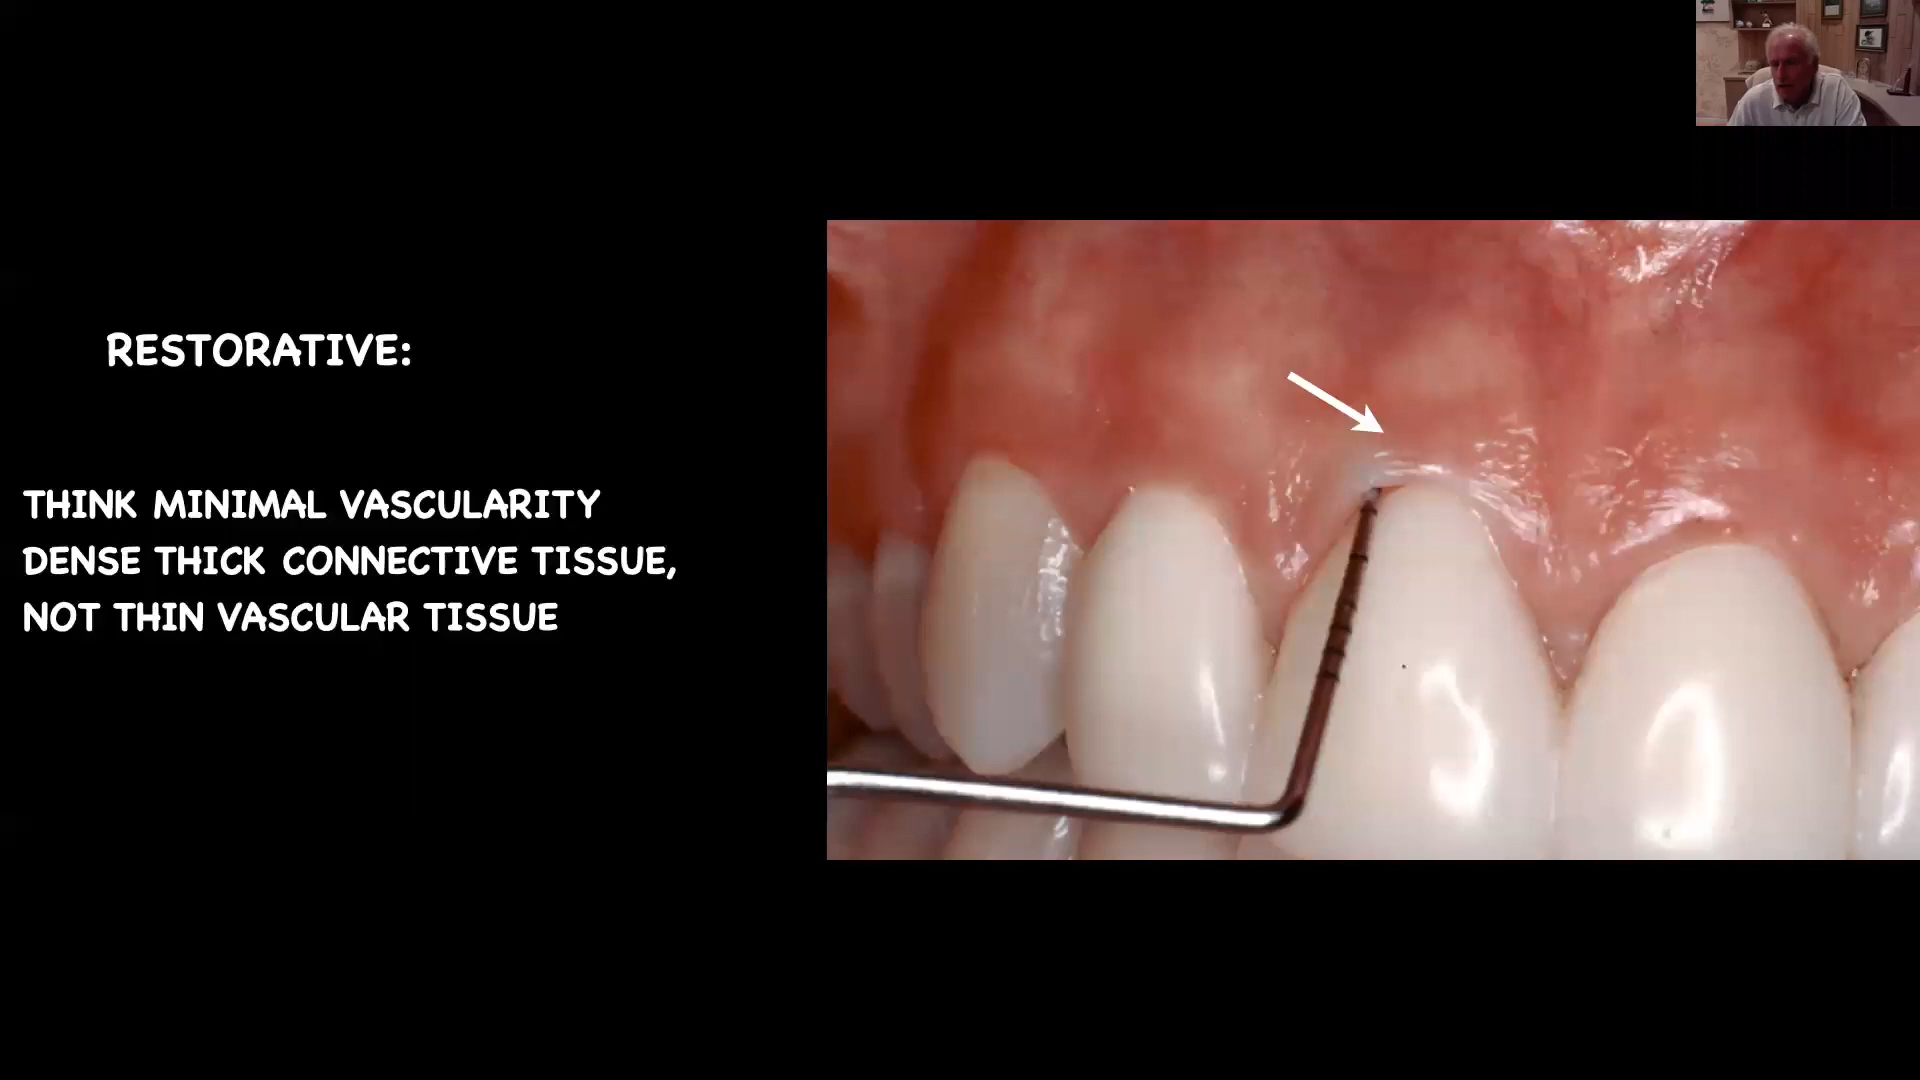 RESTORATIVE:
THINK MINIMAL VASCULARITY
DENSE THICK CONNECTIVE TISSUE,
NOT THIN VASCULAR TISSUE